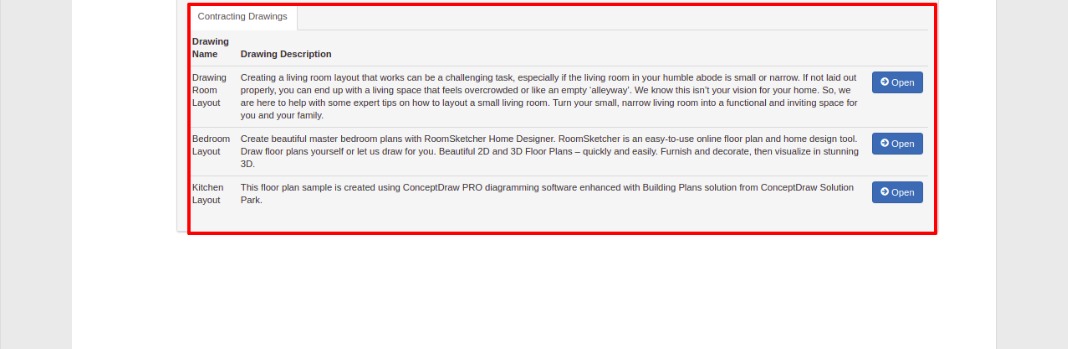 Contracting Drawings
Drawing
Name
Drawing Description
Drawing
Room
Layout
Creating a living room layout that works can be a challenging task, especially if the living room in your humble abode is small or narrow. If not laid out
properly, you can end up with a living space that feels overcrowded or like an empty 'alleyway'. We know this isn't your vision for your home. So, we
are here to help with some expert tips on how to layout a small living room. Turn your small, narrow living room into a functional and inviting space for
you and your family.
Open
Bedroom
Layout
Create beautiful master bedroom plans with RoomSketcher Home Designer. RoomSketcher is an easy-to-use online floor plan and home design tool.
Draw floor plans yourself or let us draw for you. Beautiful 2D and 3D Floor Plans – quickly and easily. Furnish and decorate, then visualize in stunning
3D.
Open
Kitchen
Layout
This floor plan sample is created using ConceptDraw PRO diagramming software enhanced with Building Plans solution from ConceptDraw Solution
Park.
Open